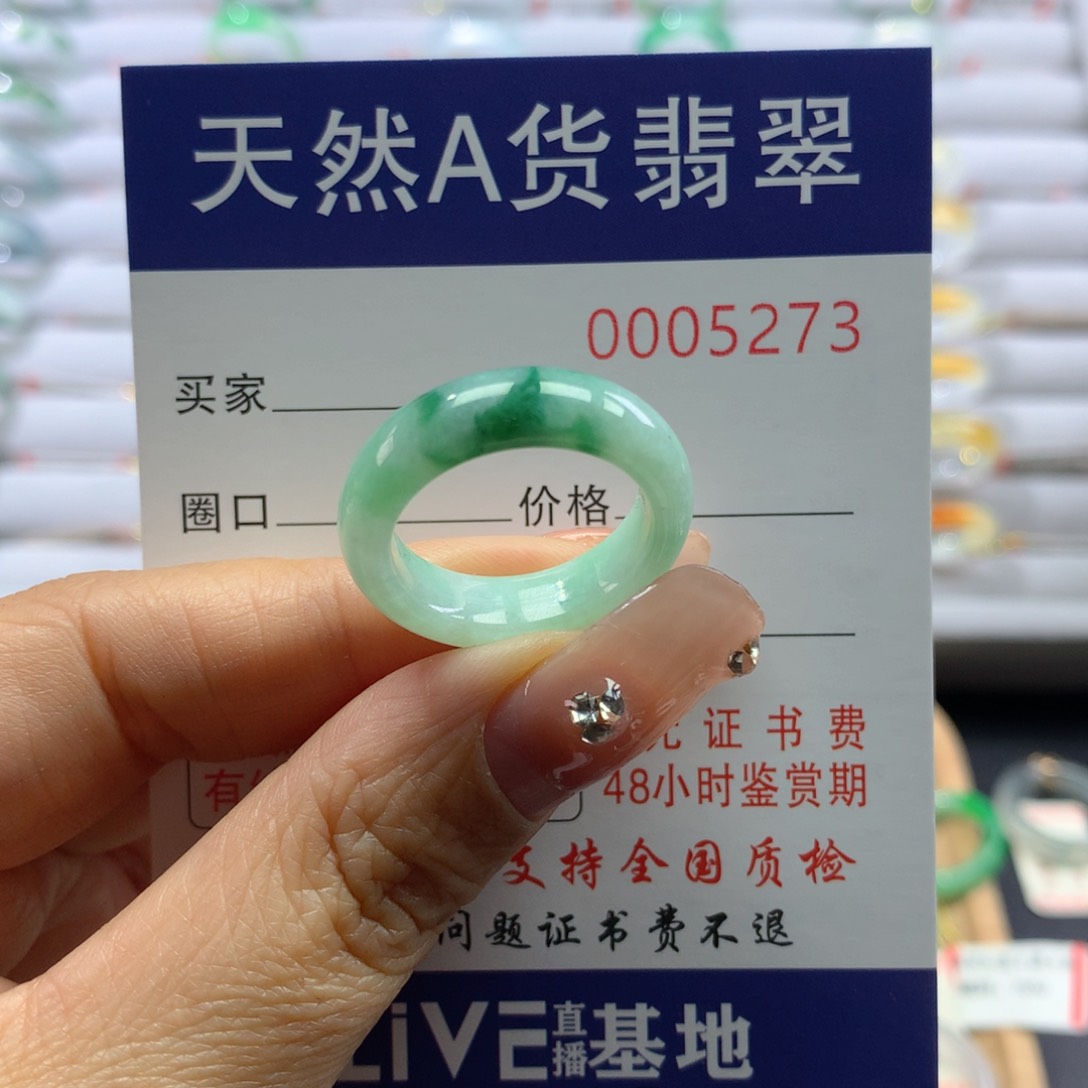 天然A货翡翠
0005273
买家
圈口 价格
证书费
有
48小时鉴赏期
支持全国质检
问题证书费不退
LiVE直播基地